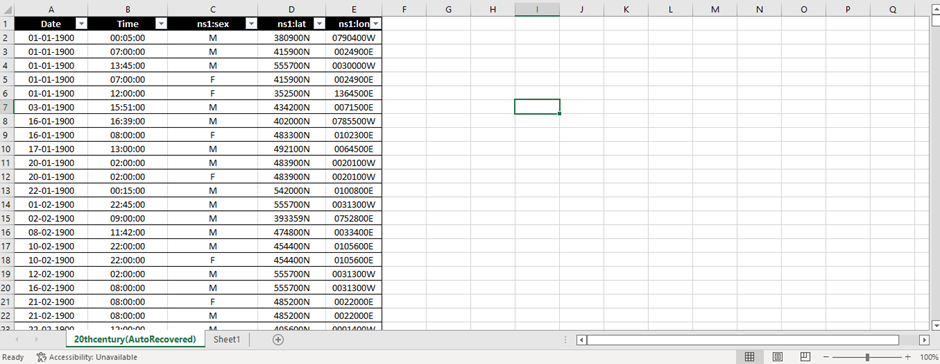 A B C D E F G H I J K L M N O P Q
1 Date Time ns1:sex ns1:lat ns1:lon
2 01-01-1900 00:05:00 M 380900N 0790400W
3 01-01-1900 07:00:00 M 415900N 0024900E
4 01-01-1900 13:45:00 M 555700N 0030000W
5 01-01-1900 07:00:00 F 415900N 0024900E
6 01-01-1900 12:00:00 F 352500N 1364500E
7 03-01-1900 15:51:00 M 434200N 0071500E
8 16-01-1900 16:39:00 M 402000N 0785500W
9 16-01-1900 08:00:00 F 483300N 0102300E
10 17-01-1900 13:00:00 M 492100N 0064500E
11 20-01-1900 02:00:00 M 483900N 0020100W
12 20-01-1900 02:00:00 F 483900N 0020100W
13 22-01-1900 00:15:00 M 542000N 0100800E
14 01-02-1900 22:45:00 M 555700N 0031300W
15 02-02-1900 09:00:00 M 393359N 0752800E
16 08-02-1900 11:42:00 M 474800N 0033400E
17 10-02-1900 22:00:00 M 454400N 0105600E
18 10-02-1900 22:00:00 F 454400N 0105600E
19 12-02-1900 02:00:00 M 555700N 0031300W
20 16-02-1900 08:00:00 M 555700N 0031300W
21 21-02-1900 08:00:00 F 485200N 0022000E
22 21-02-1900 08:00:00 M 485200N 0022000E
23 22-02-1900 12:00:00 M 405600N 0001400W
20thcentury(AutoRecovered) Sheet1
Ready Accessibility: Unavailable 100%